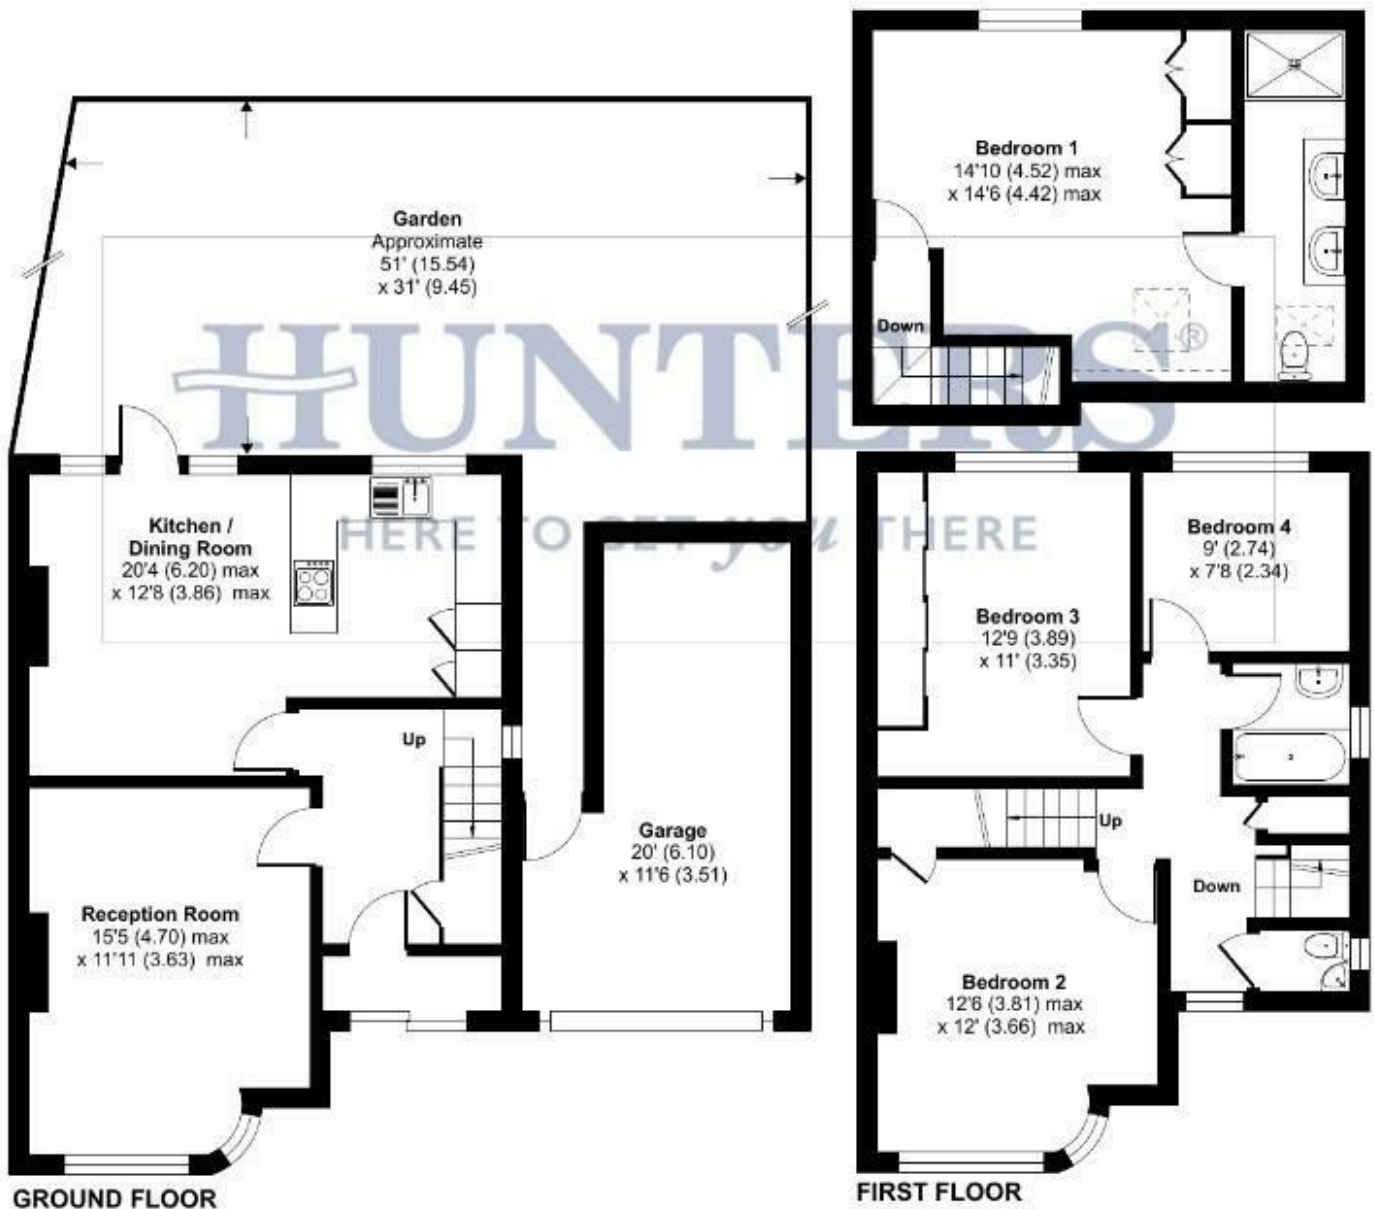 Bedroom 1
14'10 (4.52) max
x 14'6 (4.42) max
Down
Garden
Approximate
51' (15.54)
x 31' (9.45)
HUNTERS®
HERE TO GET you THERE
Kitchen /
Dining Room
20'4 (6.20) max
x 12'8 (3.86) max
Up
Reception Room
15'5 (4.70) max
x 11'11 (3.63) max
Garage
20' (6.10)
x 11'6 (3.51)
GROUND FLOOR
Bedroom 4
9' (2.74)
x 7'8 (2.34)
Bedroom 3
12'9 (3.89)
x 11' (3.35)
Up
Down
Bedroom 2
12'6 (3.81) max
x 12' (3.66) max
FIRST FLOOR